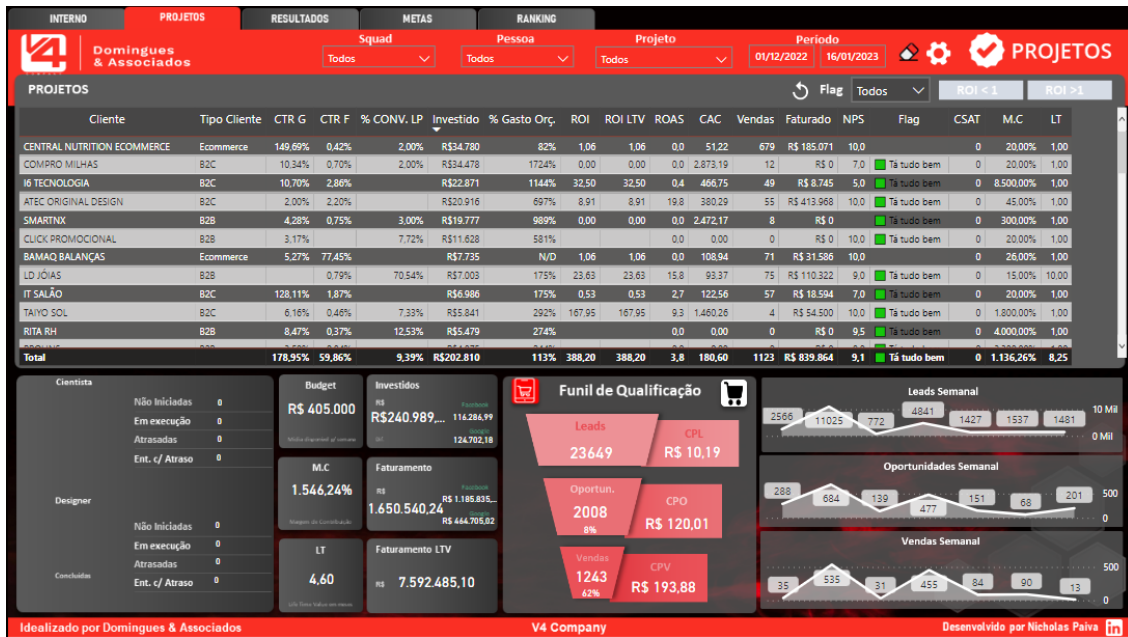 INTERNO PROJETOS RESULTADOS METAS RANKING
V4 Domingues & Associados
Squad Pessoa Projeto Período
Todos Todos Todos 01/12/2022 16/01/2023
PROJETOS
PROJETOS Flag Todos ROI < 1 ROI >1
Cliente Tipo Cliente CTR G CTR F % CONV. LP Investido % Gasto Orç. ROI ROI LTV ROAS CAC Vendas Faturado NPS Flag CSAT M.C LT
CENTRAL NUTRITION ECOMMERCE Ecommerce 149,69% 0,42% 2,00% R$34.780 82% 1,06 1,06 0,0 51,22 679 R$ 185.071 10,0 0 20,00% 1,00
COMPRO MILHAS B2C 10,34% 0,70% 2,00% R$34.478 1724% 0,00 0,00 0,0 2.873,19 12 R$ 0 7,0 Tá tudo bem 0 20,00% 1,00
I6 TECNOLOGIA B2C 10,70% 2,86% R$22.871 1144% 32,50 32,50 0,4 466,75 49 R$ 8.745 5,0 Tá tudo bem 0 8.500,00% 1,00
ATEC ORIGINAL DESIGN B2C 2,00% 2,20% R$20.916 697% 8,91 8,91 19,8 380,29 55 R$ 413.968 10,0 Tá tudo bem 0 45,00% 1,00
SMARTNX B2B 4,28% 0,75% 3,00% R$19.777 989% 0,00 0,00 0,0 2.472,17 8 R$ 0 0 300,00% 1,00
CLICK PROMOCIONAL B2B 3,17% 7,72% R$11.628 581% 0,0 0,00 0 R$ 0 10,0 Tá tudo bem 0 20,00% 1,00
BAMAQ BALANÇAS Ecommerce 5,27% 77,45% R$7.735 N/D 1,06 1,06 0,0 108,94 71 R$ 31.586 10,0 0 26,00% 1,00
LD JÓIAS B2B 0,79% 70,54% R$7.003 175% 23,63 23,63 15,8 93,37 75 R$ 110.322 9,0 Tá tudo bem 0 15,00% 10,00
IT SALÃO B2C 128,11% 1,87% R$6.986 175% 0,53 0,53 2,7 122,56 57 R$ 18.594 7,0 Tá tudo bem 0 20,00% 1,00
TAIYO SOL B2C 6,16% 0,46% 7,33% R$5.841 292% 167,95 167,95 9,3 1.460,26 4 R$ 54.500 10,0 Tá tudo bem 0 1.800,00% 1,00
RITA RH B2B 8,47% 0,37% 12,53% R$5.479 274% 0,0 0,00 0 R$ 0 9,5 Tá tudo bem 0 4.000,00% 1,00
Total 178,95% 59,86% 9,39% R$202.810 113% 388,20 388,20 3,8 180,60 1123 R$ 839.864 9,1 Tá tudo bem 0 1.136,26% 8,25
Cientista
Não Iniciadas 0
Em execução 0
Atrasadas 0
Ent. c/ Atraso 0
Designer
Não Iniciadas 0
Em execução 0
Atrasadas 0
Concluidas
Ent. c/ Atraso 0
Budget
R$ 405.000
M.C
1.546,24%
Margem de Contribuição
LT
4,60
Investidos
R$
R$240.989,...
Facebook
116.286,99
Google
124.702,18
Faturamento
R$
1.650.540,24
Facebook
R$ 1.185.835,...
Google
R$ 464.705,02
Faturamento LTV
R$ 7.592.485,10
Funil de Qualificação
Leads
23649
CPL
R$ 10,19
Oportun.
2008
8%
CPO
R$ 120,01
Vendas
1243
62%
CPV
R$ 193,88
Leads Semanal
2566 11025 772 4841 1427 1537 1481
10 Mil
0 Mil
Oportunidades Semanal
288 684 139 477 151 68 201
500
0
Vendas Semanal
35 535 31 455 84 90 13
500
0
Idealizado por Domingues & Associados V4 Company Desenvolvido por Nicholas Paiva in